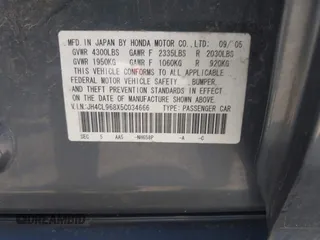 MFD. IN JAPAN BY HONDA MOTOR CO., LTD. 09/05
GVWR 4300LBS GAWR F 2335LBS R 2030LBS
GVWR 1950KG GAWR F 1060KG R 920KG
THIS VEHICLE CONFORMS TO ALL APPLICABLE
FEDERAL MOTOR VEHICLE SAFETY, BUMPER,
AND THEFT PREVENTION STANDARDS IN EFFECT
ON THE DATE OF MANUFACTURE SHOWN ABOVE.
V.I.N:JH4CL968X5C034666 TYPE:PASSENGER CAR